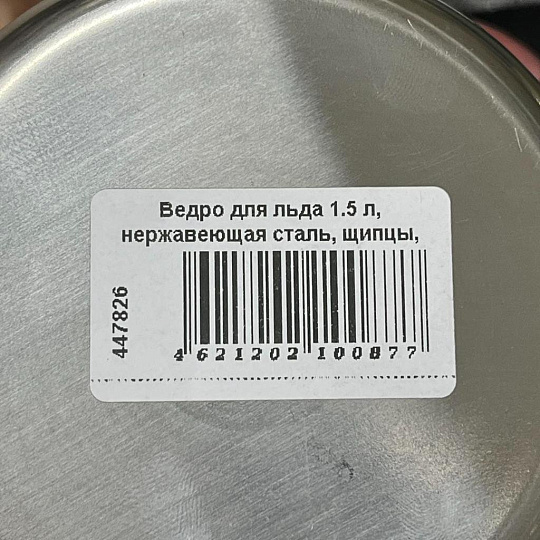 Ведро для льда 1.5 л,
нержавеющая сталь, щипцы,
447826
4 621202 100877